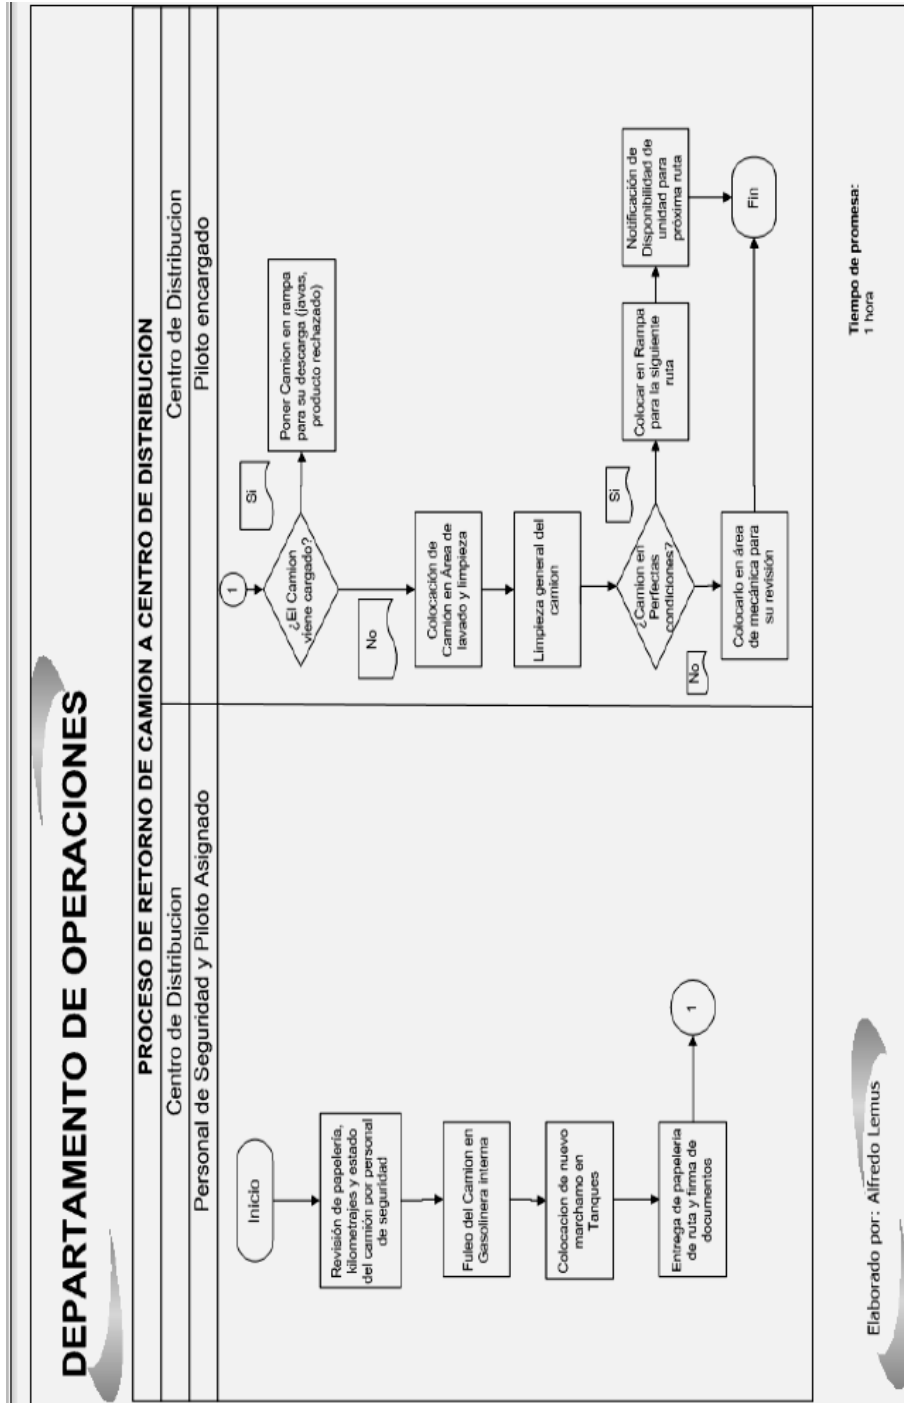 DEPARTAMENTO DE OPERACIONES
PROCESO DE RETORNO DE CAMION A CENTRO DE DISTRIBUCION
Centro de Distribucion
Personal de Seguridad y Piloto Asignado
Inicio
Revisión de papelería,
kilometrajes y estado
del camión por personal
de seguridad
Fuleo del Camion en
Gasolinera interna
Colocacion de nuevo
marchamo en
Tanques
Entrega de papelería
de ruta y firma de
documentos
1
Centro de Distribucion
Piloto encargado
1
¿El Camion
viene cargado?
Si
Poner Camion en rampa
para su descarga (javas,
producto rechazado)
No
Colocación de
Camión en Área de
lavado y limpieza
Limpieza general del
camion
¿Camion en
Perfectas
condiciones?
Si
Colocar en Rampa
para la siguiente
ruta
Notificación de
Disponibilidad de
unidad para
próxima ruta
No
Colocarlo en área
de mecánica para
su revisión
Fin
Elaborado por: Alfredo Lemus
Tiempo de promesa:
1 hora